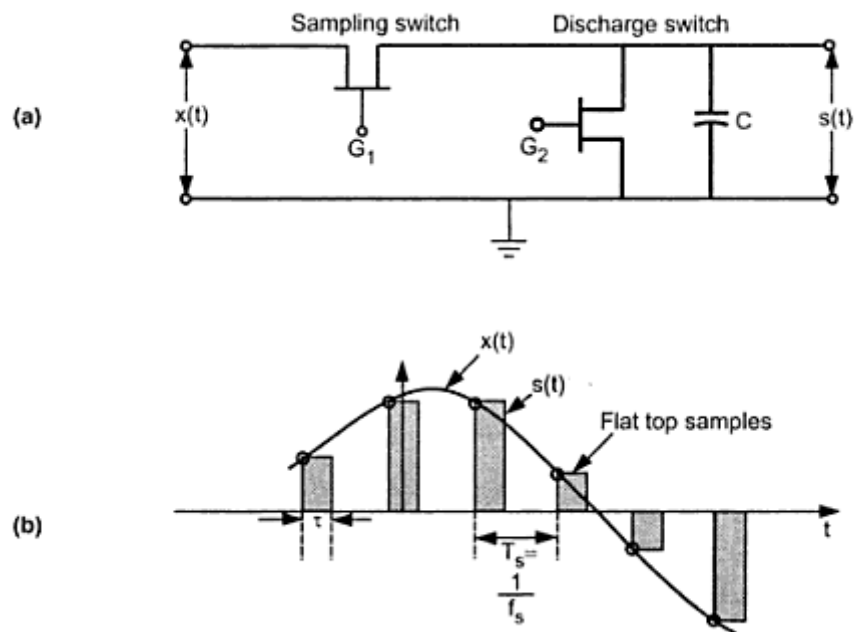 Sampling switch
Discharge switch
(a)
x(t)
G1
G2
C
s(t)
x(t)
s(t)
Flat top samples
(b)
τ
Ts=
1
fs
t